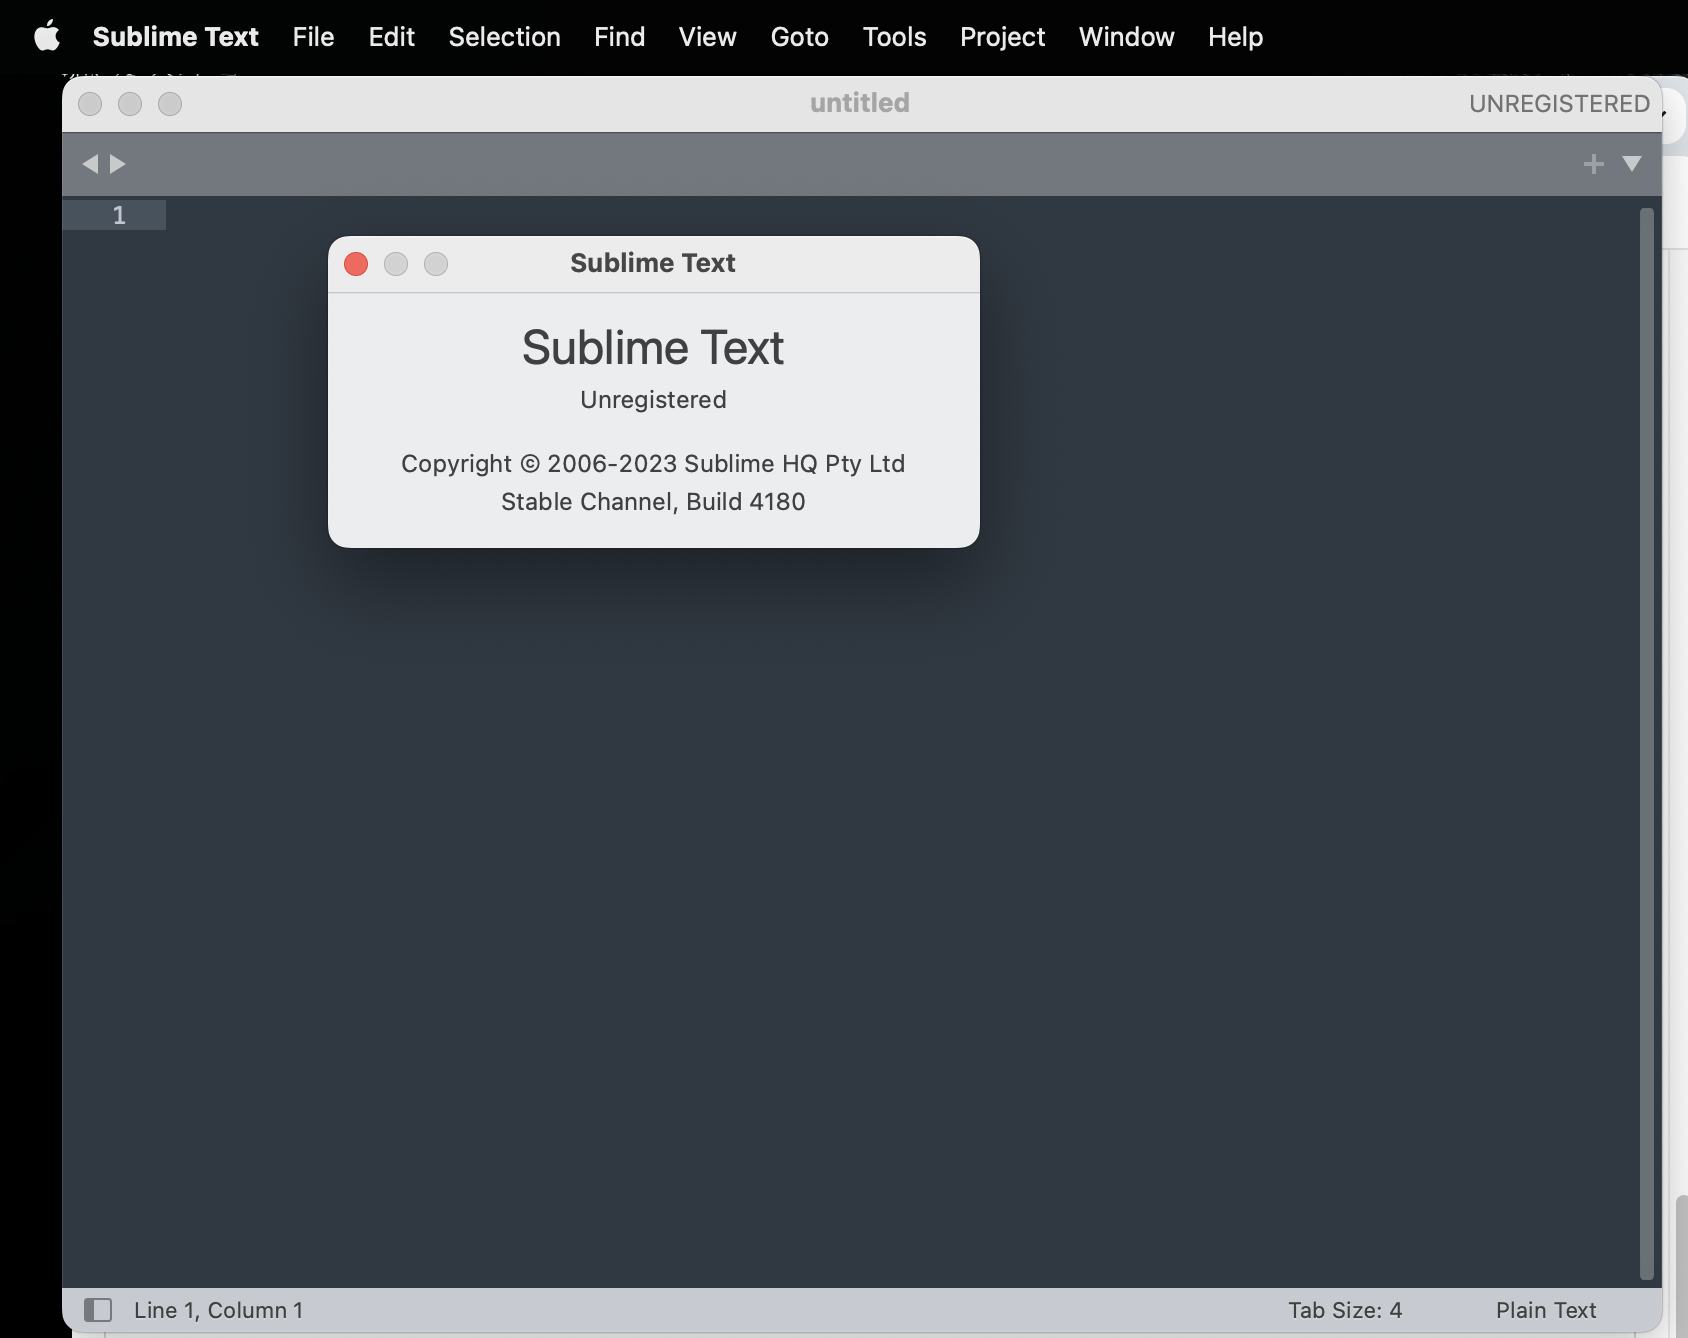 Sublime Text File Edit Selection Find View Goto Tools Project Window Help
untitled
UNREGISTERED
1
Sublime Text
Sublime Text
Unregistered
Copyright © 2006-2023 Sublime HQ Pty Ltd
Stable Channel, Build 4180
Line 1, Column 1
Tab Size: 4
Plain Text